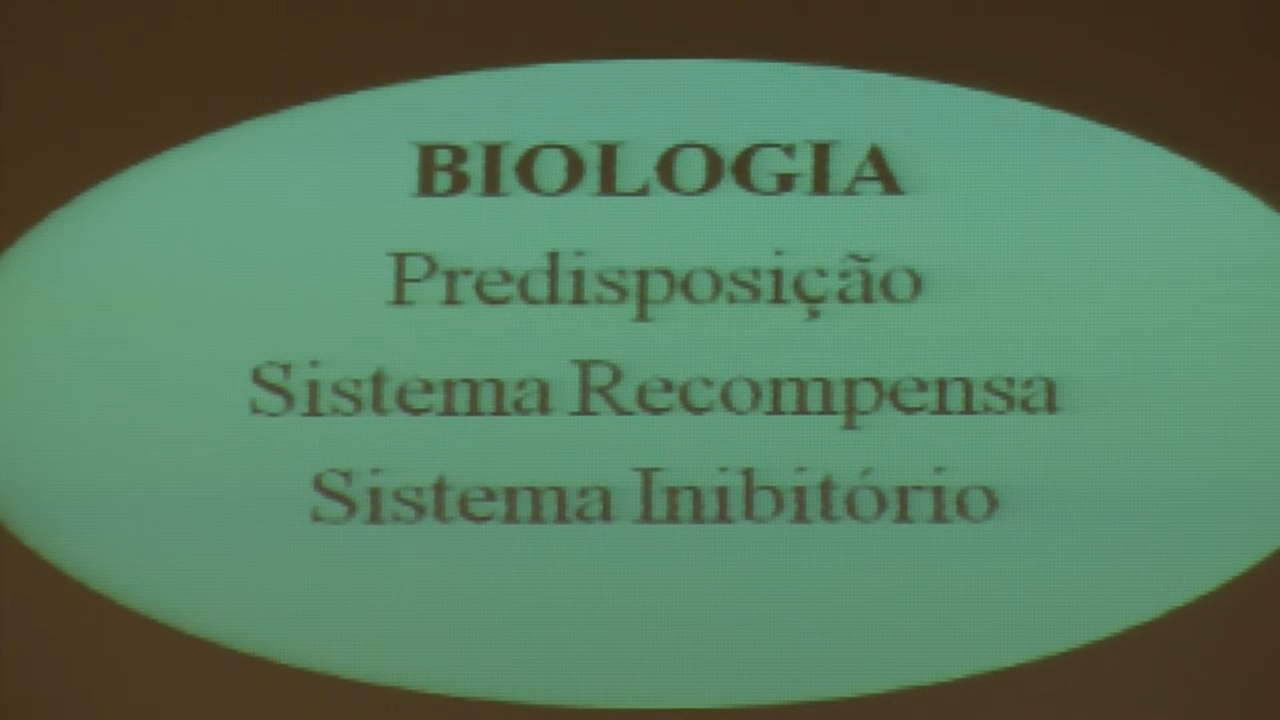 BIOLOGIA
Predisposição
Sistema Recompensa
Sistema Inibitório